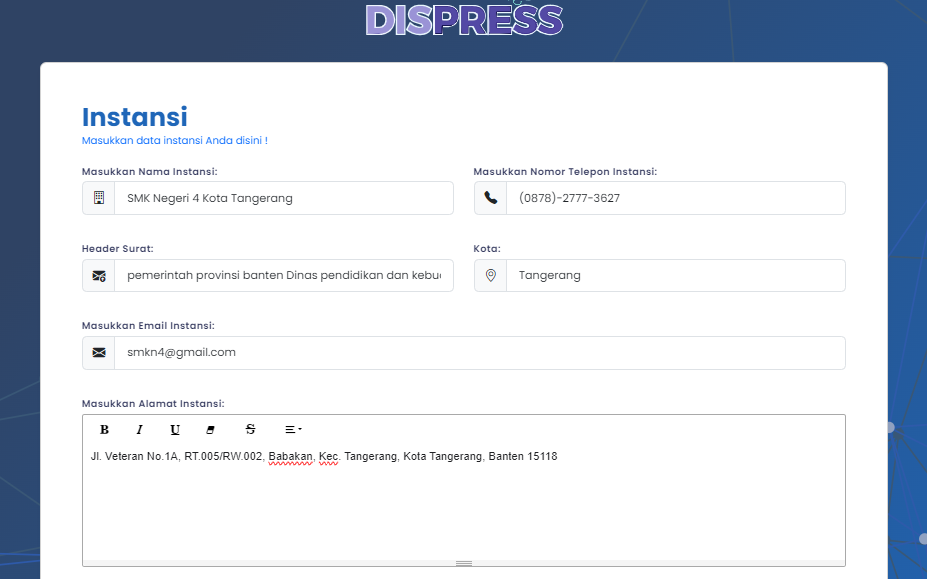 DISPRESS
Instansi
Masukkan data instansi Anda disini !
Masukkan Nama Instansi:
SMK Negeri 4 Kota Tangerang
Masukkan Nomor Telepon Instansi:
(0878)-2777-3627
Header Surat:
pemerintah provinsi banten Dinas pendidikan dan
Kota:
Tangerang
Masukkan Email Instansi:
smkn4@gmail.com
Masukkan Alamat Instansi:
B I U S
Jl. Veteran No.1A, RT.005/RW.002, Babakan, Kec. Tangerang, Kota Tangerang, Banten 15118